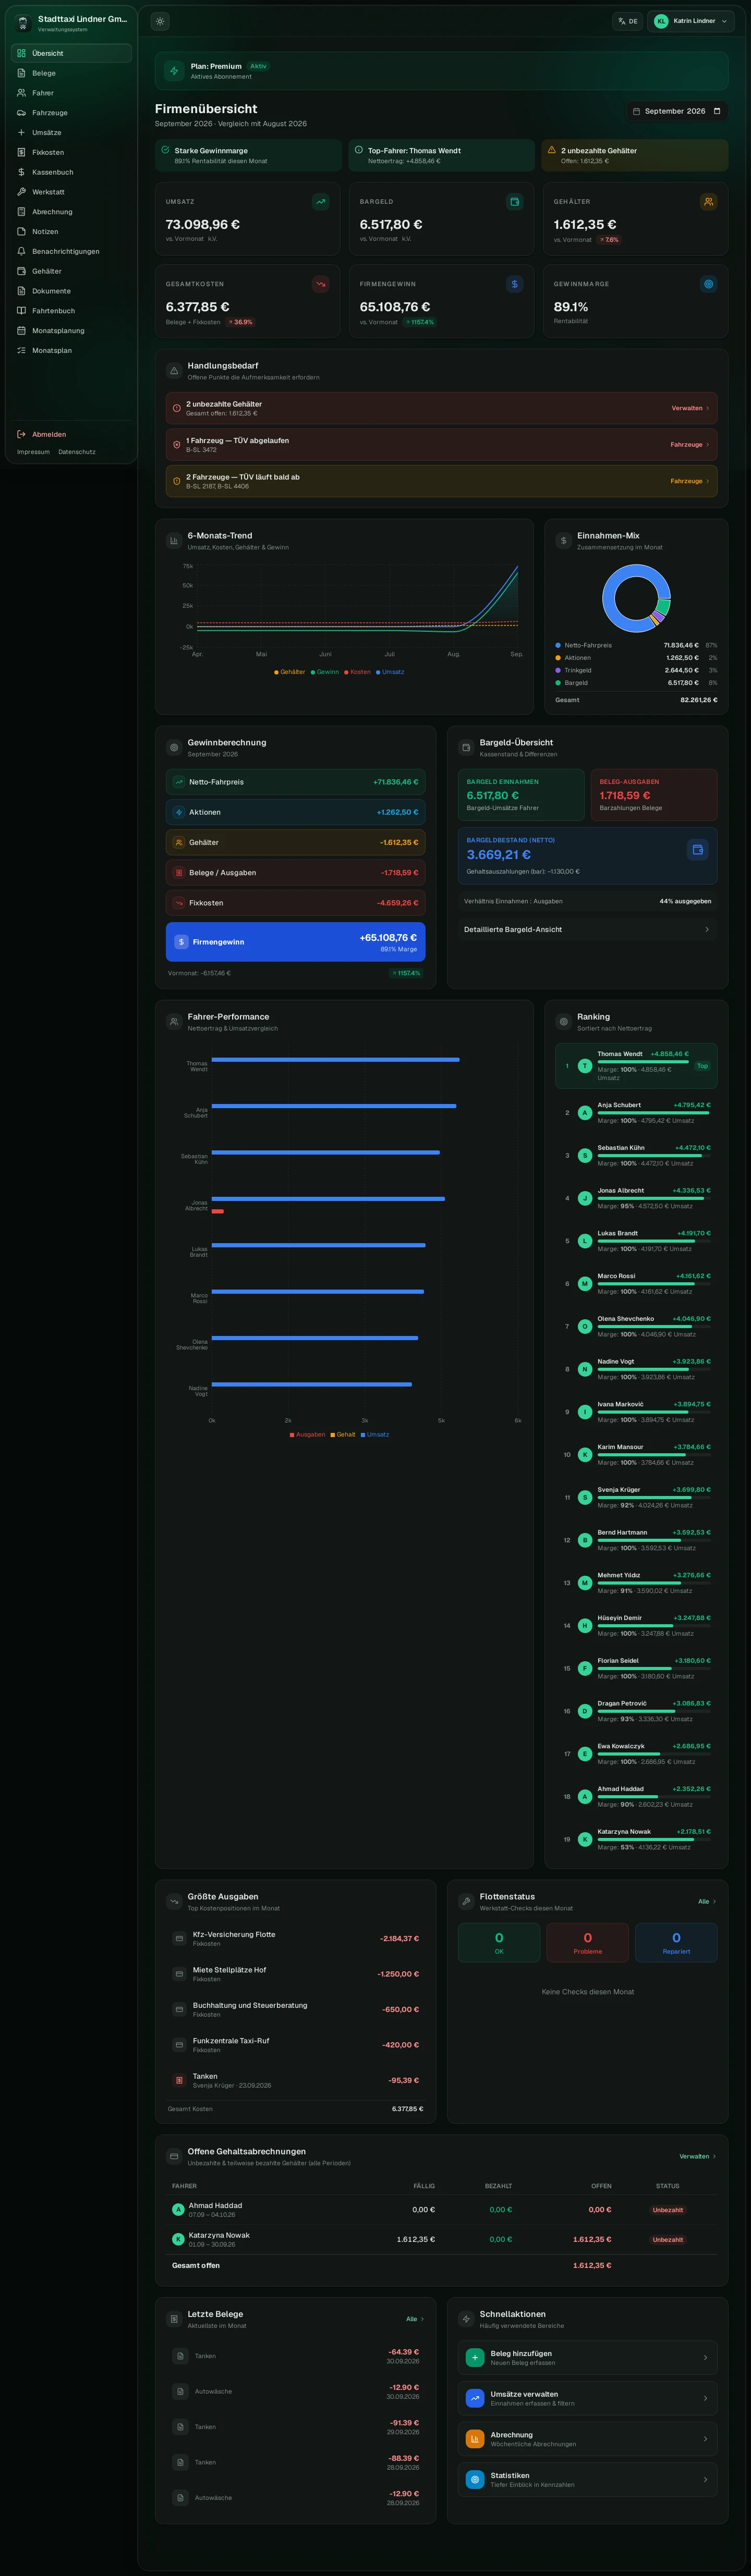 Stadttaxi Lindner Gm...
Verwaltungssystem
Übersicht
Belege
Fahrer
Fahrzeuge
Umsätze
Fixkosten
Kassenbuch
Werkstatt
Abrechnung
Notizen
Benachrichtigungen
Gehälter
Dokumente
Fahrtenbuch
Monatsplanung
Monatsplan
Abmelden
Impressum Datenschutz
DE
KL Katrin Lindner
Plan: Premium Aktiv
Aktives Abonnement
Firmenübersicht
September 2026 · Vergleich mit August 2026
September 2026
Starke Gewinnmarge
89.1% Rentabilität diesen Monat
Top-Fahrer: Thomas Wendt
Nettoertrag: +4.858,46 €
2 unbezahlte Gehälter
Offen: 1.612,35 €
UMSATZ
73.098,96 €
vs. Vormonat k.V.
BARGELD
6.517,80 €
vs. Vormonat k.V.
GEHÄLTER
1.612,35 €
vs. Vormonat 7.6%
GESAMTKOSTEN
6.377,85 €
Belege + Fixkosten 36.9%
FIRMENGEWINN
65.108,76 €
vs. Vormonat 1157.4%
GEWINNMARGE
89.1%
Rentabilität
Handlungsbedarf
Offene Punkte die Aufmerksamkeit erfordern
2 unbezahlte Gehälter
Gesamt offen: 1.612,35 €
Verwalten
1 Fahrzeug — TÜV abgelaufen
B-SL 3472
Fahrzeuge
2 Fahrzeuge — TÜV läuft bald ab
B-SL 2187, B-SL 4406
Fahrzeuge
6-Monats-Trend
Umsatz, Kosten, Gehälter & Gewinn
75k
50k
25k
0k
-25k
Apr. Mai Juni Juli Aug. Sep.
Gehälter Gewinn Kosten Umsatz
Einnahmen-Mix
Zusammensetzung im Monat
Netto-Fahrpreis 71.836,46 € 87%
Aktionen 1.262,50 € 2%
Trinkgeld 2.644,50 € 3%
Bargeld 6.517,80 € 8%
Gesamt 82.261,26 €
Gewinnberechnung
September 2026
Netto-Fahrpreis +71.836,46 €
Aktionen +1.262,50 €
Gehälter -1.612,35 €
Belege / Ausgaben -1.718,59 €
Fixkosten -4.659,26 €
Firmengewinn +65.108,76 €
89.1% Marge
Vormonat: -6.157,46 € 1157.4%
Bargeld-Übersicht
Kassenstand & Differenzen
BARGELD EINNAHMEN
6.517,80 €
Bargeld-Umsätze Fahrer
BELEG-AUSGABEN
1.718,59 €
Barzahlungen Belege
BARGELDBESTAND (NETTO)
3.669,21 €
Gehaltsauszahlungen (bar): -1.130,00 €
Verhältnis Einnahmen : Ausgaben 44% ausgegeben
Detaillierte Bargeld-Ansicht
Fahrer-Performance
Nettoertrag & Umsatzvergleich
Thomas
Wendt
Anja
Schubert
Sebastian
Kühn
Jonas
Albrecht
Lukas
Brandt
Marco
Rossi
Olena
Shevchenko
Nadine
Vogt
0k 2k 3k 5k 6k
Ausgaben Gehalt Umsatz
Ranking
Sortiert nach Nettoertrag
1 T Thomas Wendt +4.858,46 € Top
Marge: 100% · 4.858,46 €
Umsatz
2 A Anja Schubert +4.795,42 €
Marge: 100% · 4.795,42 € Umsatz
3 S Sebastian Kühn +4.472,10 €
Marge: 100% · 4.472,10 € Umsatz
4 J Jonas Albrecht +4.336,53 €
Marge: 95% · 4.572,50 € Umsatz
5 L Lukas Brandt +4.191,70 €
Marge: 100% · 4.191,70 € Umsatz
6 M Marco Rossi +4.161,62 €
Marge: 100% · 4.161,62 € Umsatz
7 O Olena Shevchenko +4.046,90 €
Marge: 100% · 4.046,90 € Umsatz
8 N Nadine Vogt +3.923,86 €
Marge: 100% · 3.923,86 € Umsatz
9 I Ivana Marković +3.894,75 €
Marge: 100% · 3.894,75 € Umsatz
10 K Karim Mansour +3.784,66 €
Marge: 100% · 3.784,66 € Umsatz
11 S Svenja Krüger +3.699,80 €
Marge: 92% · 4.024,26 € Umsatz
12 B Bernd Hartmann +3.592,53 €
Marge: 100% · 3.592,53 € Umsatz
13 M Mehmet Yıldız +3.276,66 €
Marge: 91% · 3.590,02 € Umsatz
14 H Hüseyin Demir +3.247,88 €
Marge: 100% · 3.247,88 € Umsatz
15 F Florian Seidel +3.180,60 €
Marge: 100% · 3.180,60 € Umsatz
16 D Dragan Petrović +3.086,83 €
Marge: 93% · 3.336,30 € Umsatz
17 E Ewa Kowalczyk +2.686,95 €
Marge: 100% · 2.686,95 € Umsatz
18 A Ahmad Haddad +2.352,26 €
Marge: 90% · 2.602,23 € Umsatz
19 K Katarzyna Nowak +2.178,51 €
Marge: 53% · 4.136,22 € Umsatz
Größte Ausgaben
Top Kostenpositionen im Monat
Kfz-Versicherung Flotte -2.184,37 €
Fixkosten
Miete Stellplätze Hof -1.250,00 €
Fixkosten
Buchhaltung und Steuerberatung -650,00 €
Fixkosten
Funkzentrale Taxi-Ruf -420,00 €
Fixkosten
Tanken -95,39 €
Svenja Krüger · 23.09.2026
Gesamt Kosten 6.377,85 €
Flottenstatus
Werkstatt-Checks diesen Monat
Alle
0
OK
0
Probleme
0
Repariert
Keine Checks diesen Monat
Offene Gehaltsabrechnungen
Unbezahlte & teilweise bezahlte Gehälter (alle Perioden)
Verwalten
FAHRER FÄLLIG BEZAHLT OFFEN STATUS
A Ahmad Haddad 0,00 € 0,00 € 0,00 € Unbezahlt
07.09 – 04.10.26
K Katarzyna Nowak 1.612,35 € 0,00 € 1.612,35 € Unbezahlt
01.09 – 30.09.26
Gesamt offen 1.612,35 €
Letzte Belege
Aktuellste im Monat
Alle
Tanken -64.39 €
30.09.2026
Autowäsche -12.90 €
30.09.2026
Tanken -91.39 €
29.09.2026
Tanken -88.39 €
28.09.2026
Autowäsche -12.90 €
28.09.2026
Schnellaktionen
Häufig verwendete Bereiche
Beleg hinzufügen
Neuen Beleg erfassen
Umsätze verwalten
Einnahmen erfassen & filtern
Abrechnung
Wöchentliche Abrechnungen
Statistiken
Tiefer Einblick in Kennzahlen